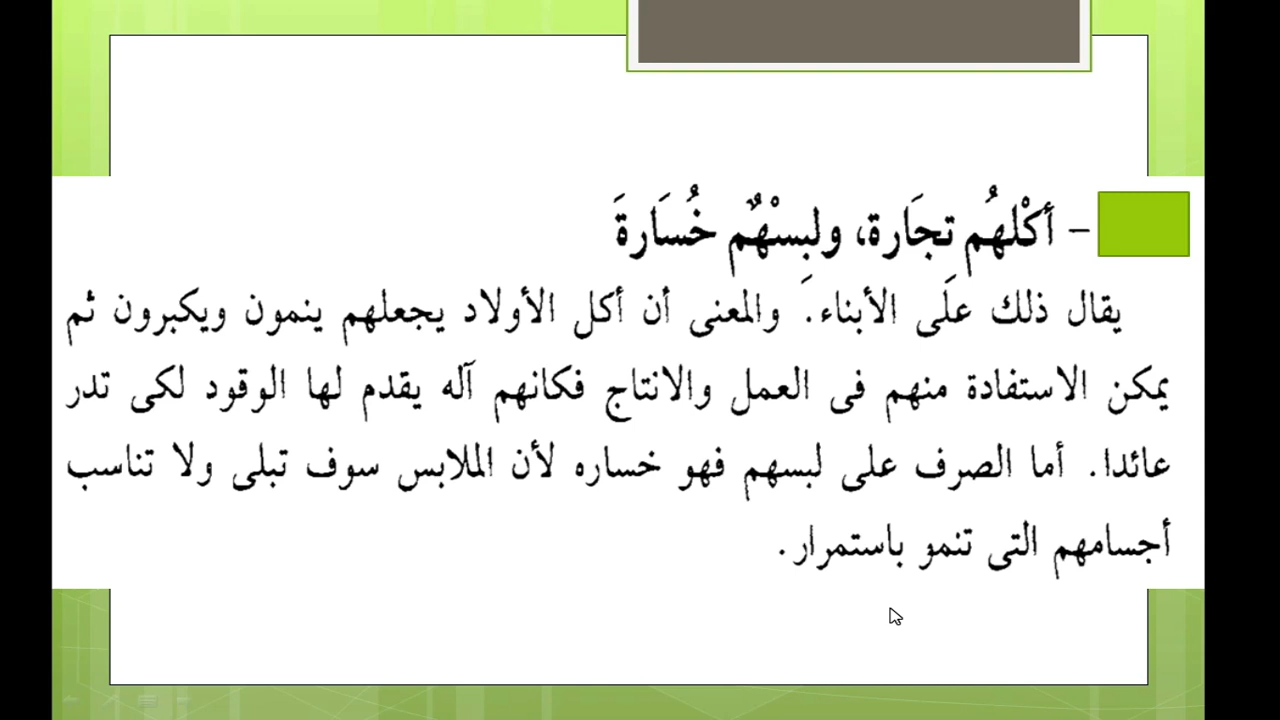 – أكْلهُم تجَارة، ولبِسْهُم خُسَارةَ
يقال ذلك علَى الأبناء. والمعنى أن أكل الأولاد يجعلهم ينمون ويكبرون ثم
يمكن الاستفادة منهم فى العمل والانتاج فكانهم آله يقدم لها الوقود لكى تدر
عائدا. أما الصرف على لبسهم فهو خساره لأن الملابس سوف تبلى ولا تناسب
أجسامهم التى تنمو باستمرار.